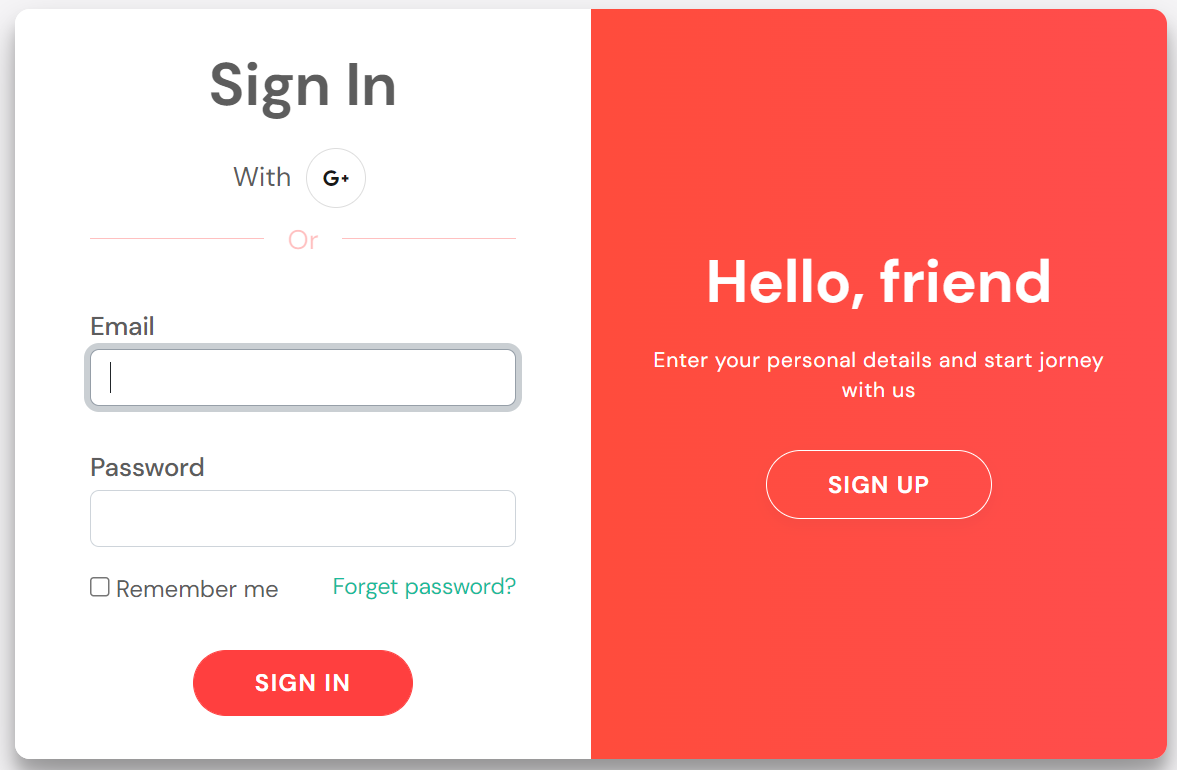 Sign In
With G+
Or
Email
Password
Remember me
Forget password?
SIGN IN
Hello, friend
Enter your personal details and start jorney
with us
SIGN UP